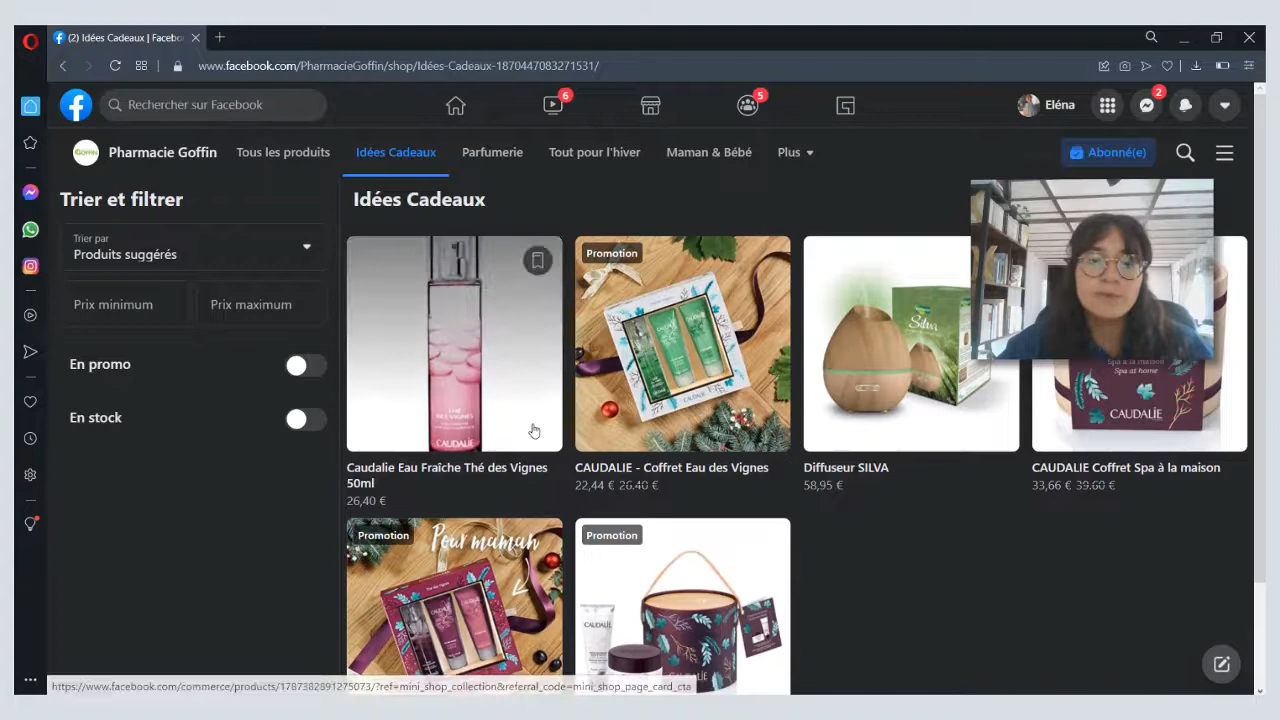 (2) Idées Cadeaux | Facebo
www.facebook.com/PharmacieGoffin/shop/Idées-Cadeaux-1870447083271531/
Rechercher sur Facebook
6
5
Eléna
2
GOFFIN
Pharmacie Goffin
Tous les produits
Idées Cadeaux
Parfumerie
Tout pour l'hiver
Maman & Bébé
Plus
Abonné(e)
Trier et filtrer
Trier par
Produits suggérés
Prix minimum
Prix maximum
En promo
En stock
Idées Cadeaux
THÉ
DES VIGNES
CAUDALIE
Caudalie Eau Fraîche Thé des Vignes
50ml
26,40 €
Promotion
CAUDALIE - Coffret Eau des Vignes
22,44 € 26,40 €
Silva
Diffuseur SILVA
58,95 €
Spa à la maison
Spa at home
CAUDALIE
CAUDALIE Coffret Spa à la maison
33,66 € 39,60 €
Promotion
Pour maman
Promotion
CAUDALIE
https://www.facebook.com/commerce/products/1787382891275073/?ref=mini_shop_collection&referral_code=mini_shop_page_card_cta